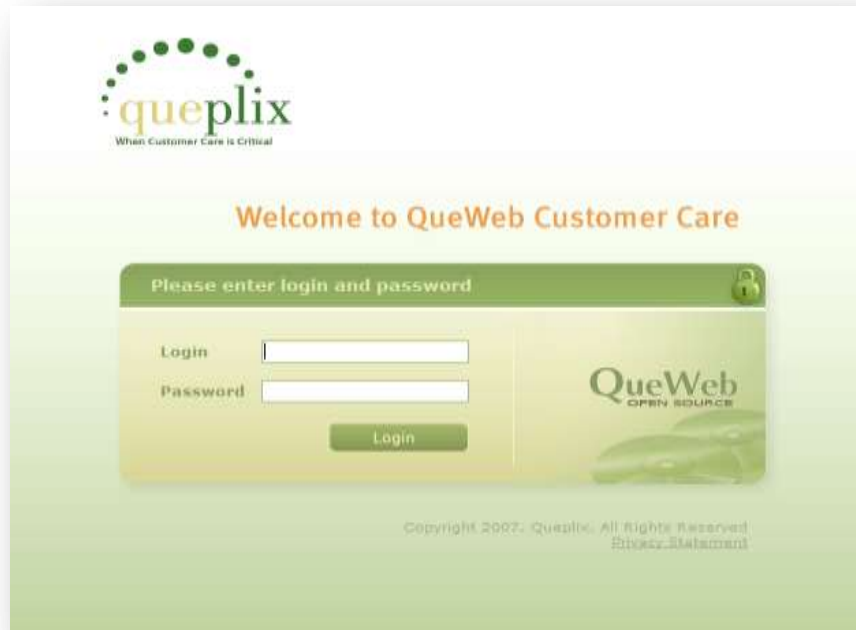 queplix
When Customer Care is Critical
Welcome to QueWeb Customer Care
Please enter login and password
Login
Password
QueWeb
OPEN SOURCE
Login
Copyright 2007. Queplix. All Rights Reserved
Privacy Statement